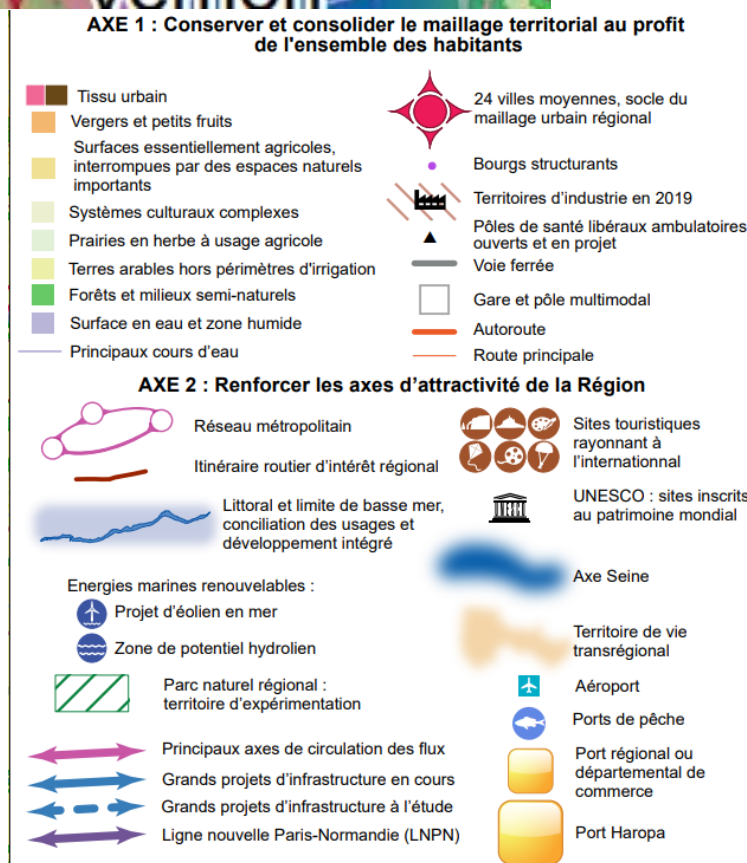 Vernon
AXE 1 : Conserver et consolider le maillage territorial au profit
de l'ensemble des habitants
Tissu urbain
Vergers et petits fruits
Surfaces essentiellement agricoles,
interrompues par des espaces naturels
importants
Systèmes culturaux complexes
Prairies en herbe à usage agricole
Terres arables hors périmètres d'irrigation
Forêts et milieux semi-naturels
Surface en eau et zone humide
Principaux cours d'eau
24 villes moyennes, socle du
maillage urbain régional
Bourgs structurants
Territoires d'industrie en 2019
Pôles de santé libéraux ambulatoires
ouverts et en projet
Voie ferrée
Gare et pôle multimodal
Autoroute
Route principale
AXE 2 : Renforcer les axes d'attractivité de la Région
Réseau métropolitain
Itinéraire routier d'intérêt régional
Littoral et limite de basse mer,
conciliation des usages et
développement intégré
Energies marines renouvelables :
Projet d'éolien en mer
Zone de potentiel hydrolien
Parc naturel régional :
territoire d'expérimentation
Principaux axes de circulation des flux
Grands projets d'infrastructure en cours
Grands projets d'infrastructure à l'étude
Ligne nouvelle Paris-Normandie (LNPN)
Sites touristiques
rayonnant à
l'internationnal
UNESCO : sites inscrits
au patrimoine mondial
Axe Seine
Territoire de vie
transrégional
Aéroport
Ports de pêche
Port régional ou
départemental de
commerce
Port Haropa